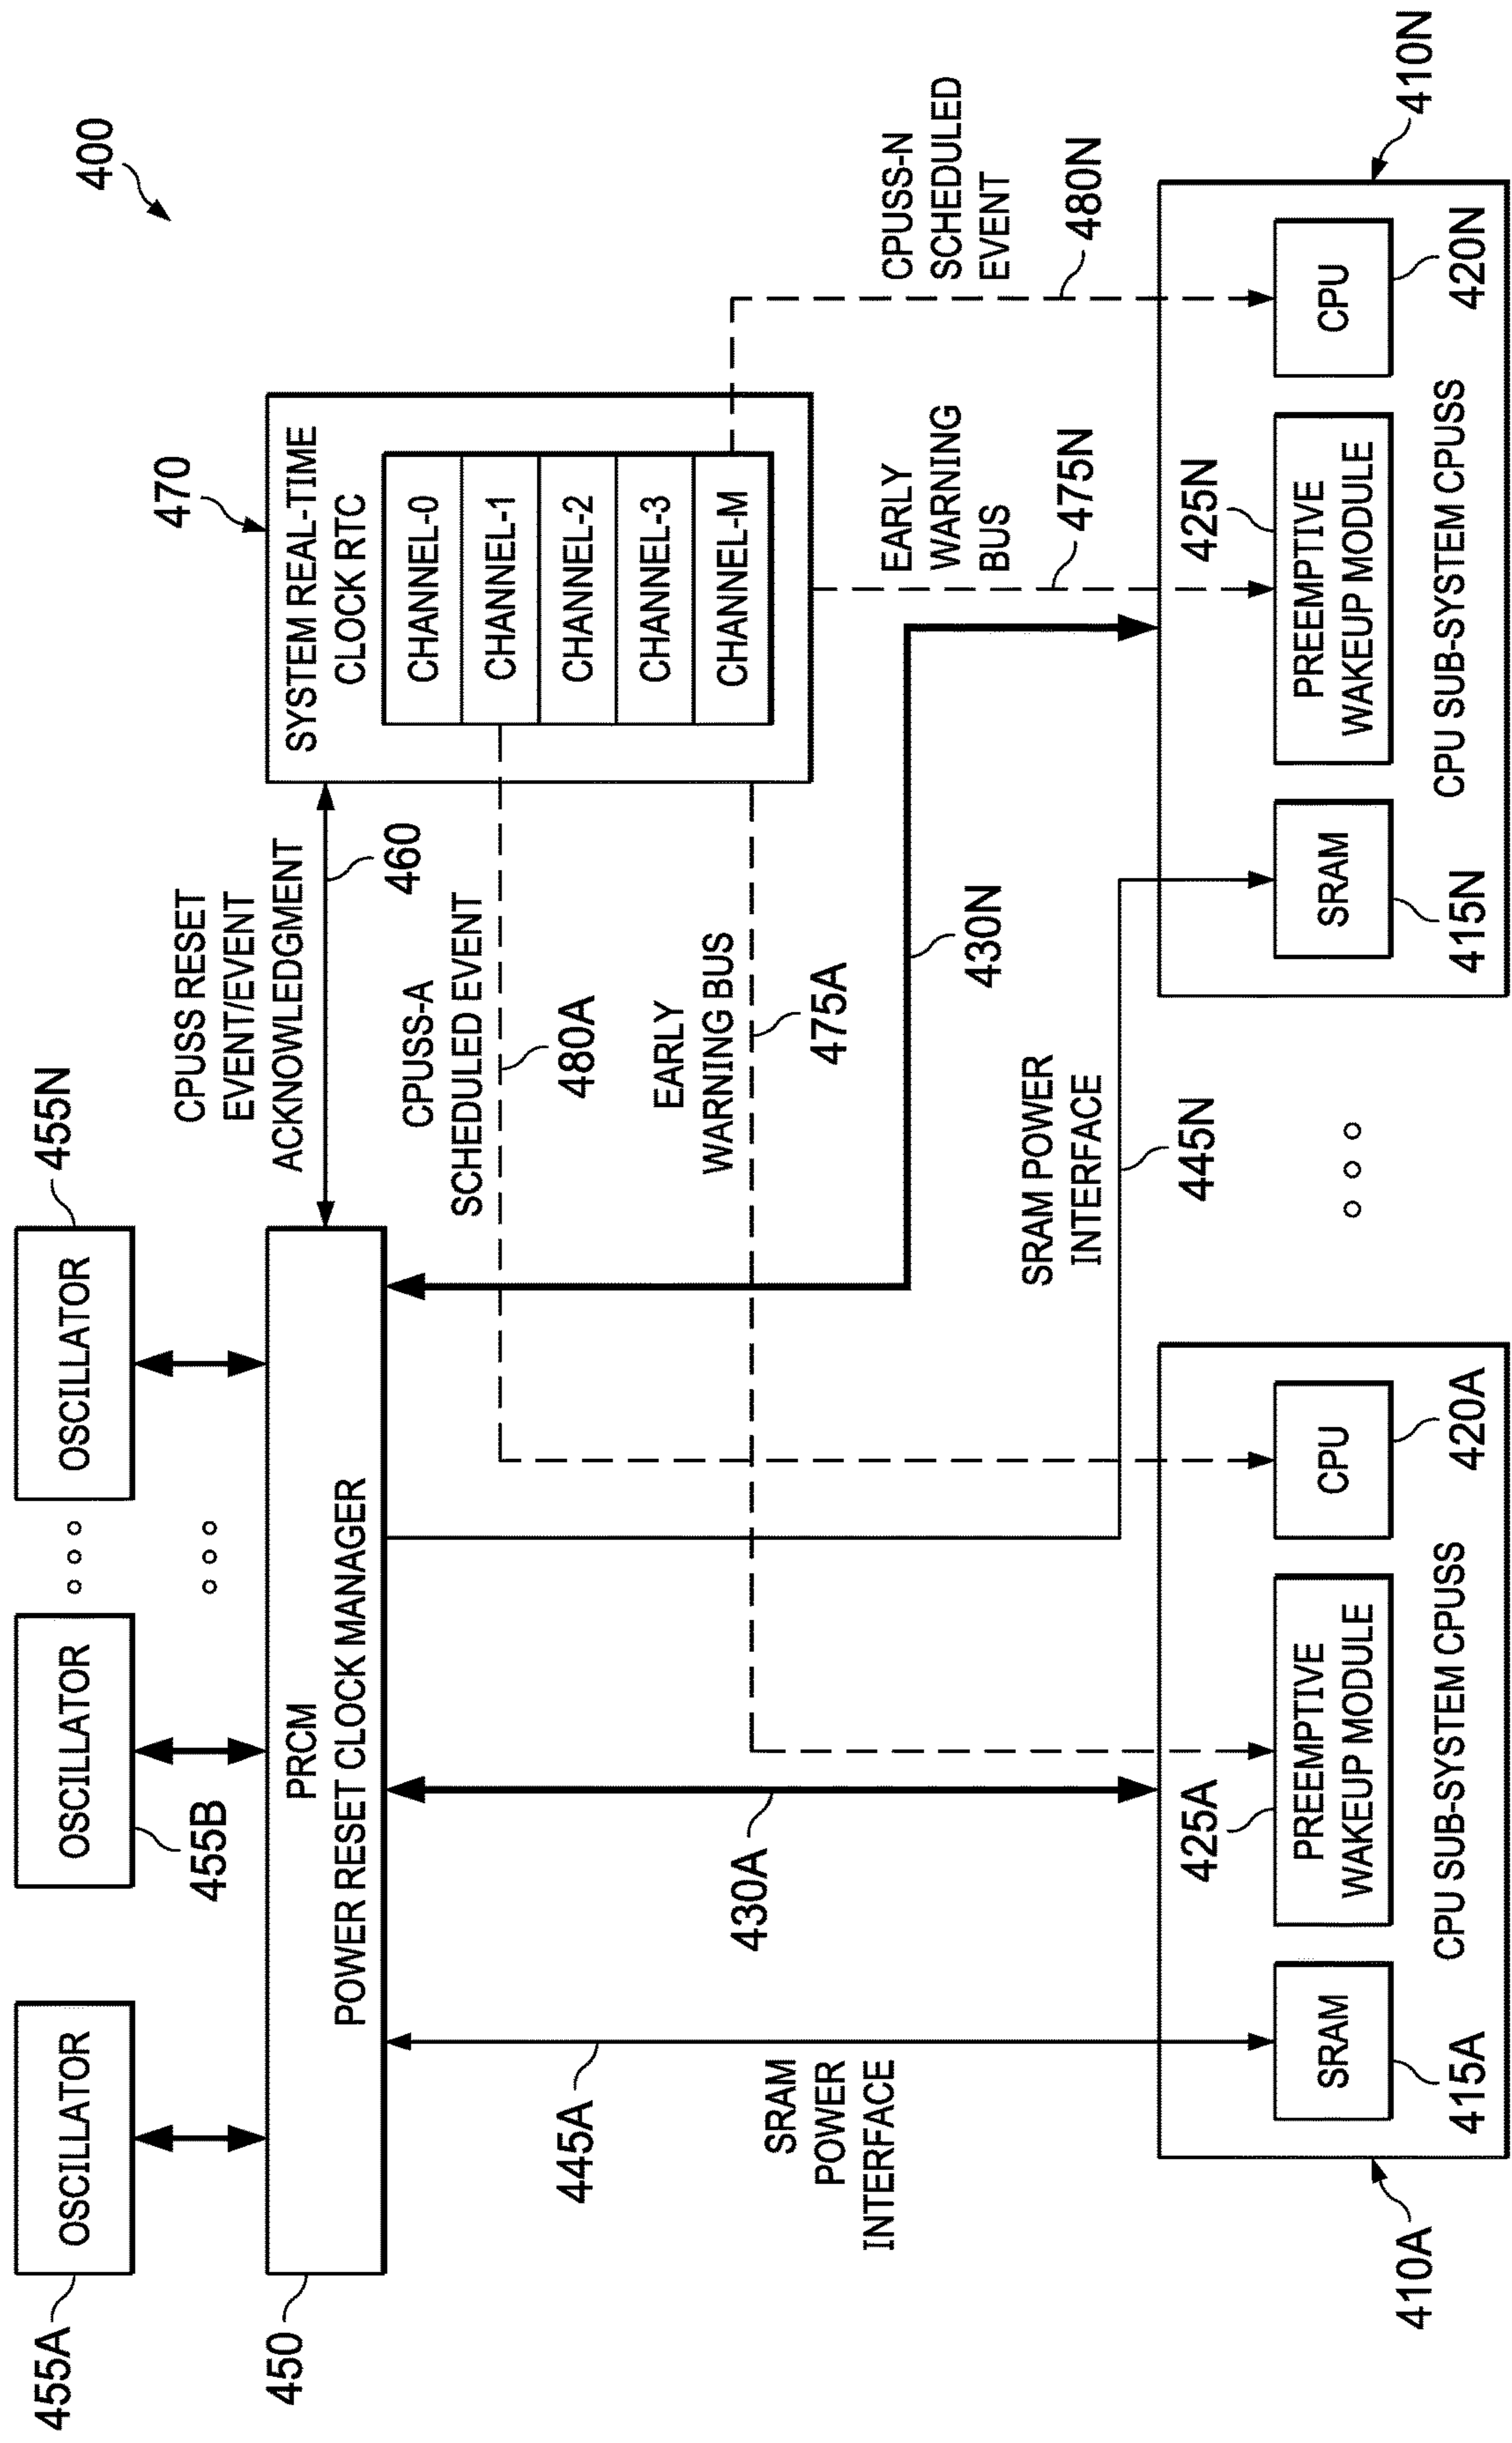 400
455A
OSCILLATOR
455B
OSCILLATOR
OSCILLATOR
455N
450
PRCM
POWER RESET CLOCK MANAGER
CPUSS RESET
EVENT/EVENT
ACKNOWLEDGMENT
460
470
SYSTEM REAL-TIME
CLOCK RTC
CHANNEL-0
CHANNEL-1
CHANNEL-2
CHANNEL-3
CHANNEL-M
CPUSS-A
SCHEDULED EVENT
480A
EARLY
WARNING BUS
475A
445A
SRAM
POWER
INTERFACE
430A
430N
SRAM POWER
INTERFACE
445N
EARLY
WARNING
BUS
475N
CPUSS-N
SCHEDULED
EVENT
480N
410A
SRAM
415A
425A
PREEMPTIVE
WAKEUP MODULE
CPU
420A
CPU SUB-SYSTEM CPUSS
SRAM
415N
425N
PREEMPTIVE
WAKEUP MODULE
CPU
420N
CPU SUB-SYSTEM CPUSS
410N